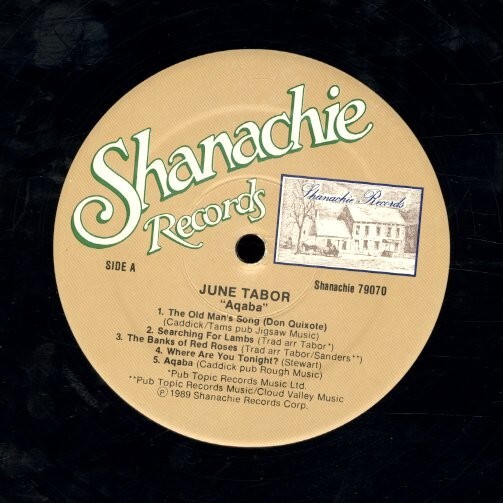 Shanachie
Records
Shanachie Records
SIDE A
Shanachie 79070
JUNE TABOR
"Aqaba"
1. The Old Man's Song (Don Quixote)
(Caddick/Tams pub Jigsaw Music)
2. Searching For Lambs (Trad arr Tabor*)
3. The Banks of Red Roses (Trad arr Tabor/Sanders**)
4. Where Are You Tonight? (Stewart)
5. Aqaba (Caddick pub Rough Music)
*Pub Topic Records Music Ltd.
**Pub Topic Records Music/Cloud Valley Music
Ⓟ 1989 Shanachie Records Corp.